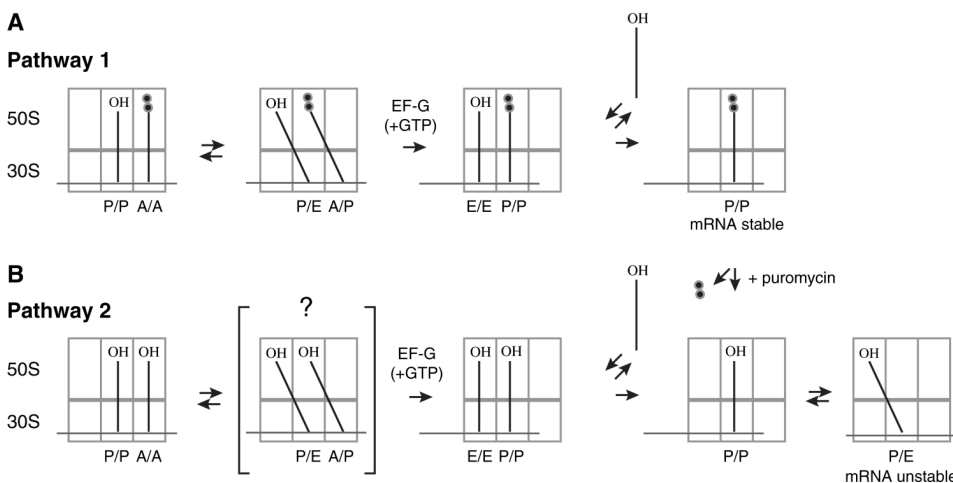 A
Pathway 1
OH
50S
30S
OH
OH
EF-G
(+GTP)
OH
P/P A/A
P/E A/P
E/E P/P
P/P
mRNA stable
B
Pathway 2
?
OH
+ puromycin
50S
30S
OH OH
OH OH
EF-G
(+GTP)
OH OH
OH
OH
P/P A/A
P/E A/P
E/E P/P
P/P
P/E
mRNA unstable